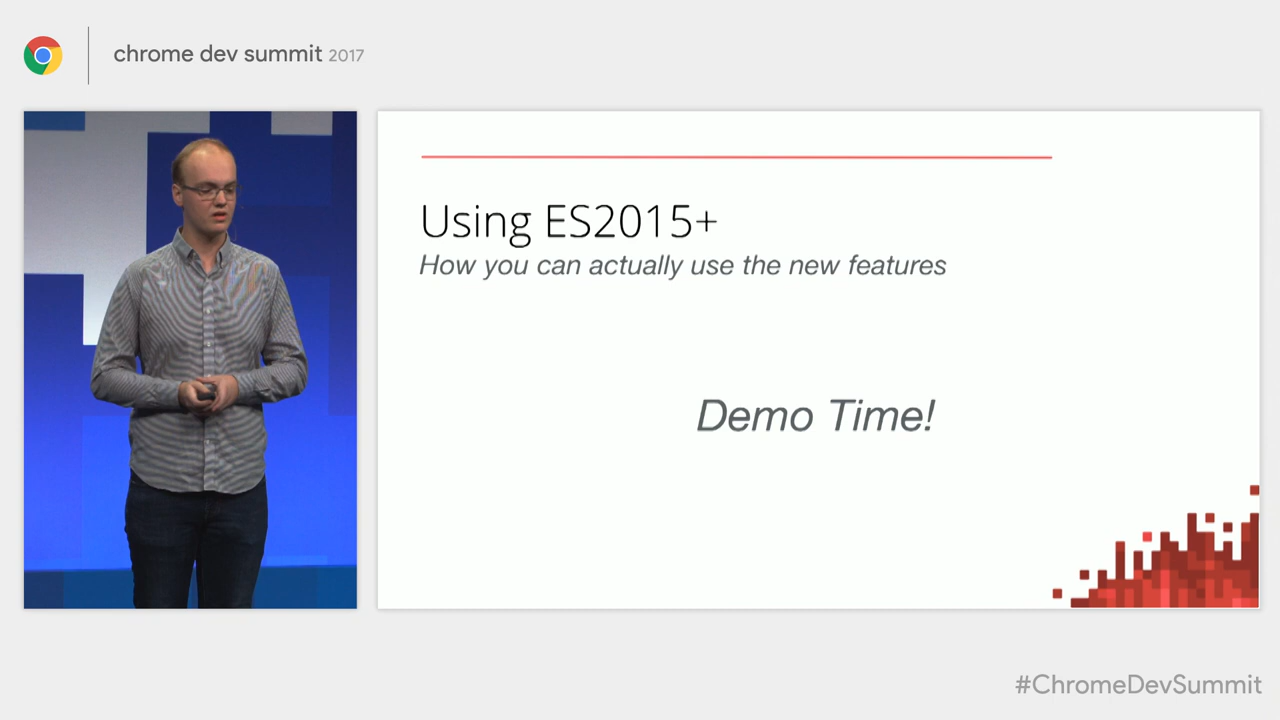 chrome dev summit 2017
Using ES2015+
How you can actually use the new features
Demo Time!
#ChromeDevSummit